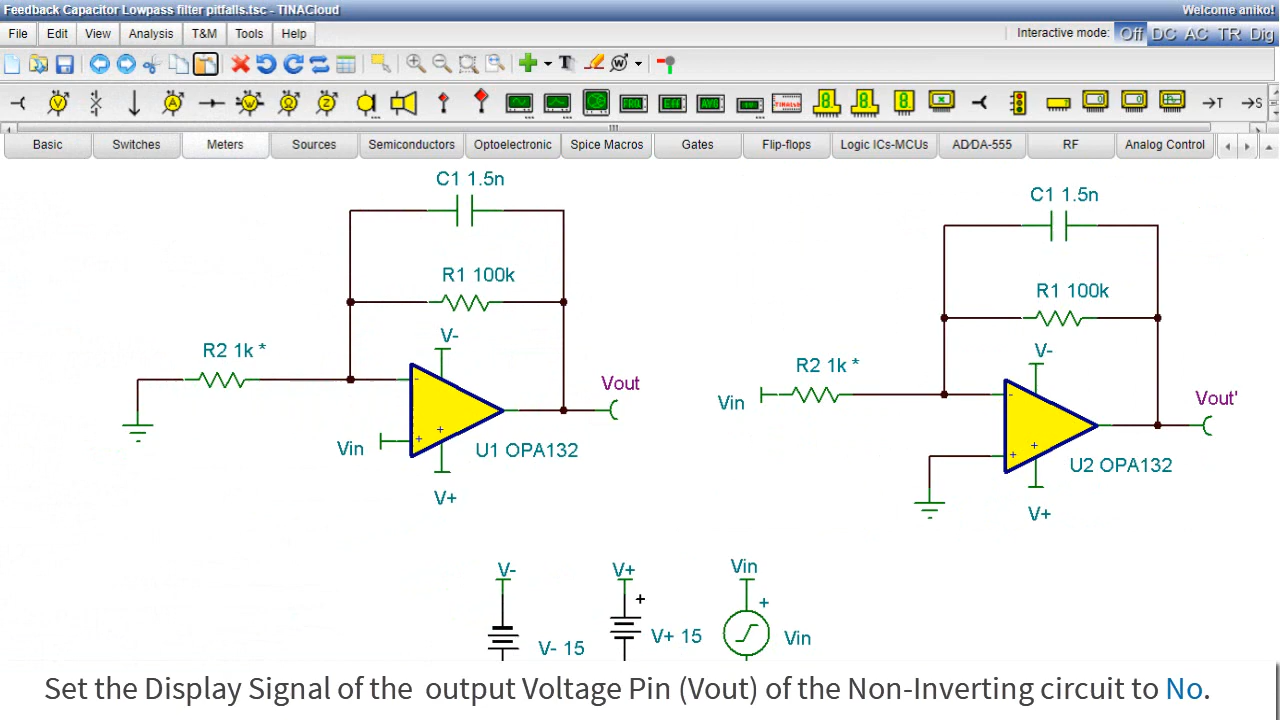 Feedback Capacitor Lowpass filter pitfalls.tsc - TINACloud Welcome aniko!
File Edit View Analysis T&M Tools Help Interactive mode: Off DC AC TR Dig
Basic Switches Meters Sources Semiconductors Optoelectronic Spice Macros Gates Flip-flops Logic ICs-MCUs AD/DA-555 RF Analog Control
C1 1.5n
C1 1.5n
R1 100k
R1 100k
V-
V-
R2 1k *
R2 1k *
Vout
Vout'
Vin
Vin
U1 OPA132
U2 OPA132
V+
V+
V-
V+
Vin
V- 15
V+ 15
Vin
Set the Display Signal of the output Voltage Pin (Vout) of the Non-Inverting circuit to No.